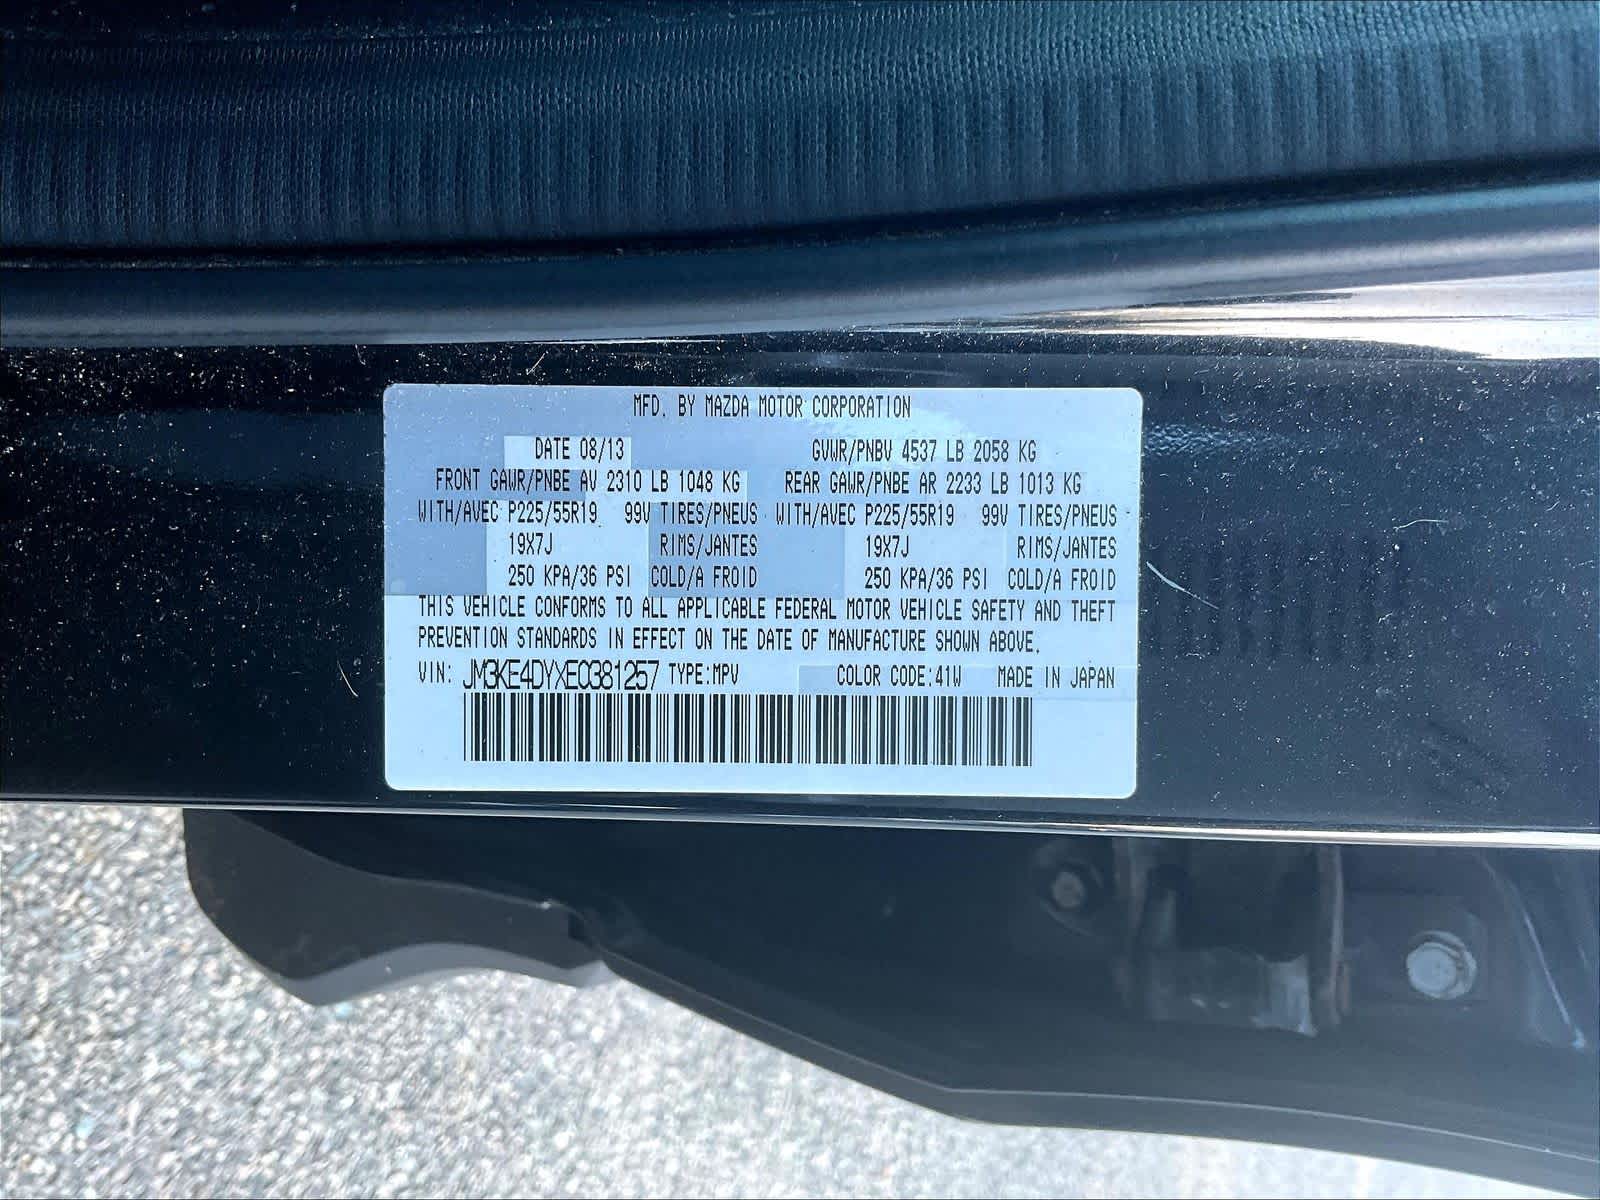 MFD. BY MAZDA MOTOR CORPORATION
DATE 08/13 GVWR/PNBV 4537 LB 2058 KG
FRONT GAWR/PNBE AV 2310 LB 1048 KG REAR GAWR/PNBE AR 2233 LB 1013 KG
WITH/AVEC P225/55R19 99V TIRES/PNEUS WITH/AVEC P225/55R19 99V TIRES/PNEUS
19X7J RIMS/JANTES 19X7J RIMS/JANTES
250 KPA/36 PSI COLD/A FROID 250 KPA/36 PSI COLD/A FROID
THIS VEHICLE CONFORMS TO ALL APPLICABLE FEDERAL MOTOR VEHICLE SAFETY AND THEFT
PREVENTION STANDARDS IN EFFECT ON THE DATE OF MANUFACTURE SHOWN ABOVE.
VIN: JM3KE4DYXE0381257 TYPE:MPV COLOR CODE:41W MADE IN JAPAN